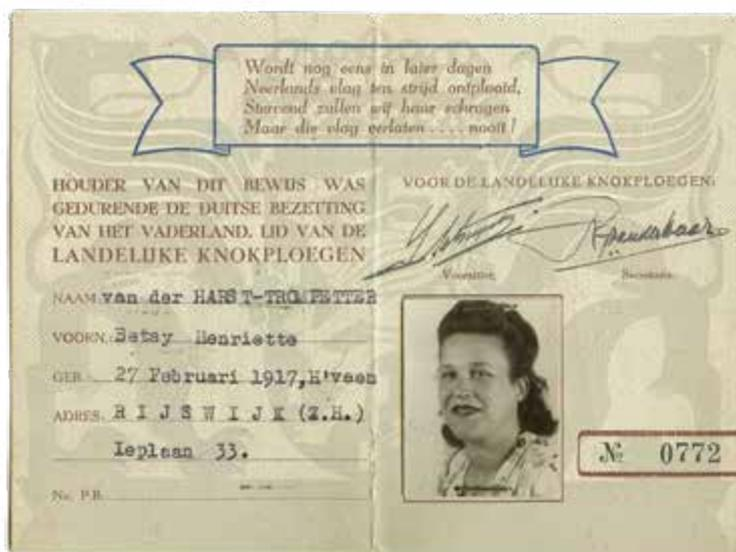 Wordt nog eens in later dagen
Neerlands vlag ten strijd ontplooid,
Stervend zullen wij haar schragen
Maar die vlag verlaten . . . . nooit !
HOUDER VAN DIT BEWIJS WAS
GEDURENDE DE DUITSE BEZETTING
VAN HET VADERLAND, LID VAN DE
LANDELIJKE KNOKPLOEGEN
NAAM: van der HARST-TROMPETTER
VOORN.: Betsy Henriette
GEB.: 27 Februari 1917, H'veen
ADRES: RIJSWIJK (Z.H.)
Ieplaan 33.
No. P.B.
VOOR DE LANDELIJKE KNOKPLOEGEN:
Voorzitter.
Secretaris.
№ 0772